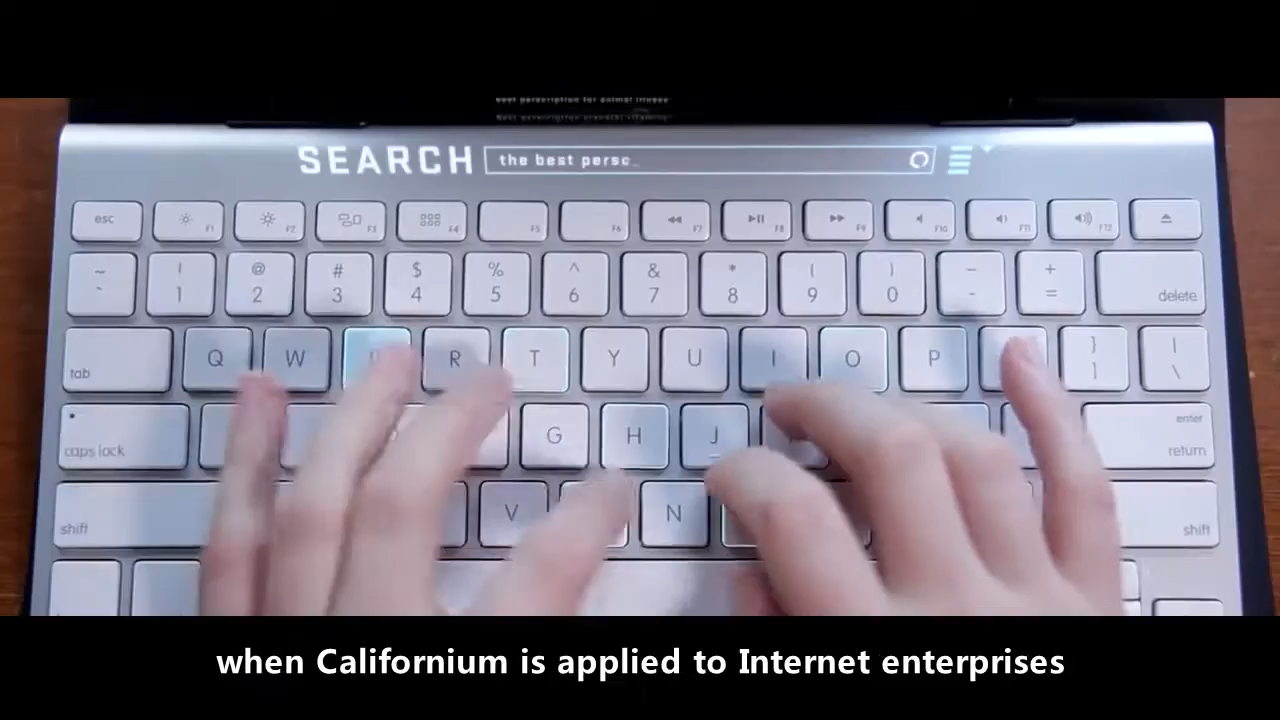 SEARCH the best persc_
esc F1 F2 F3 F4 F5 F6 F7 F8 F9 F10 F11 F12
~ ! @ # $ % ^ & * ( ) _ +
` 1 2 3 4 5 6 7 8 9 0 - = delete
tab Q W R T Y U I O P } ] | \
caps lock G H J enter return
shift V N shift
when Californium is applied to Internet enterprises